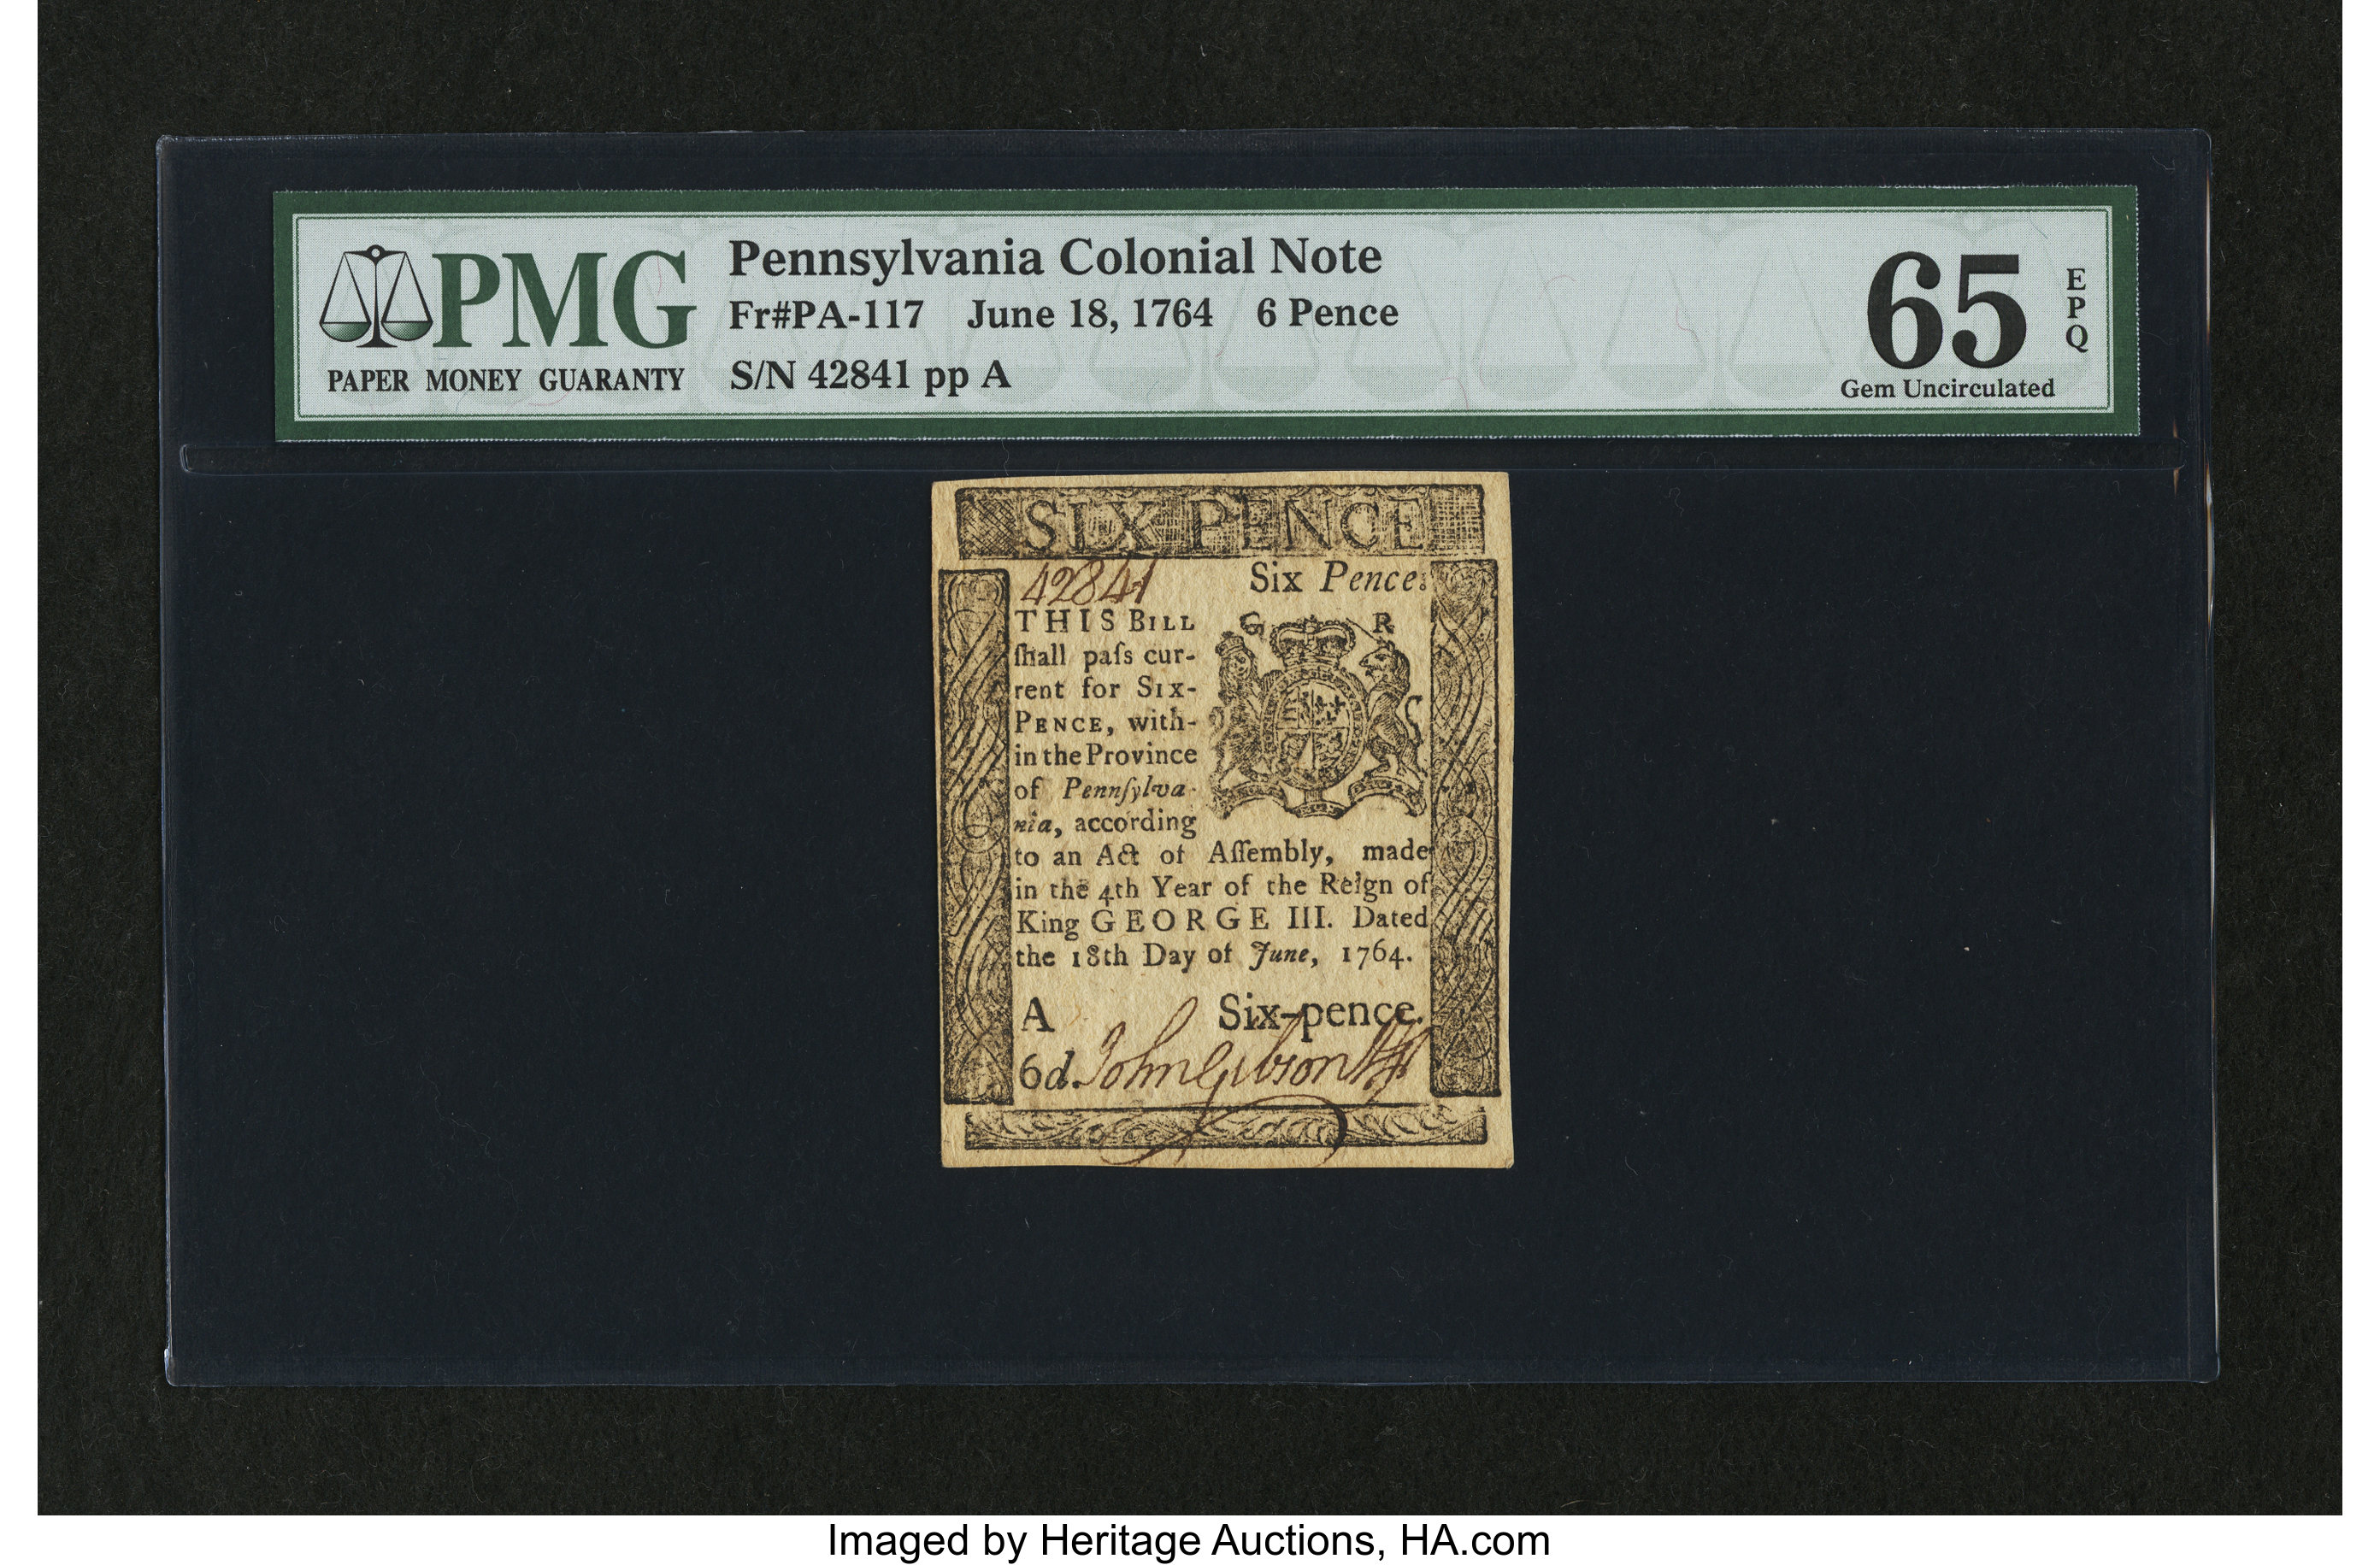 PMG
PAPER MONEY GUARANTY
Pennsylvania Colonial Note
Fr#PA-117 June 18, 1764 6 Pence
S/N 42841 pp A
65
EPQ
Gem Uncirculated
SIX PENCE
42841 Six Pence.
G R
THIS BILL
ſhall paſs cur-
rent for SIX-
PENCE, with-
in the Province
of Pennſylva-
nia, according
to an Act of Aſſembly, made
in the 4th Year of the Reign of
King GEORGE III. Dated
the 18th Day of June, 1764.
A Six-pence.
6d. John Gibson
Imaged by Heritage Auctions, HA.com